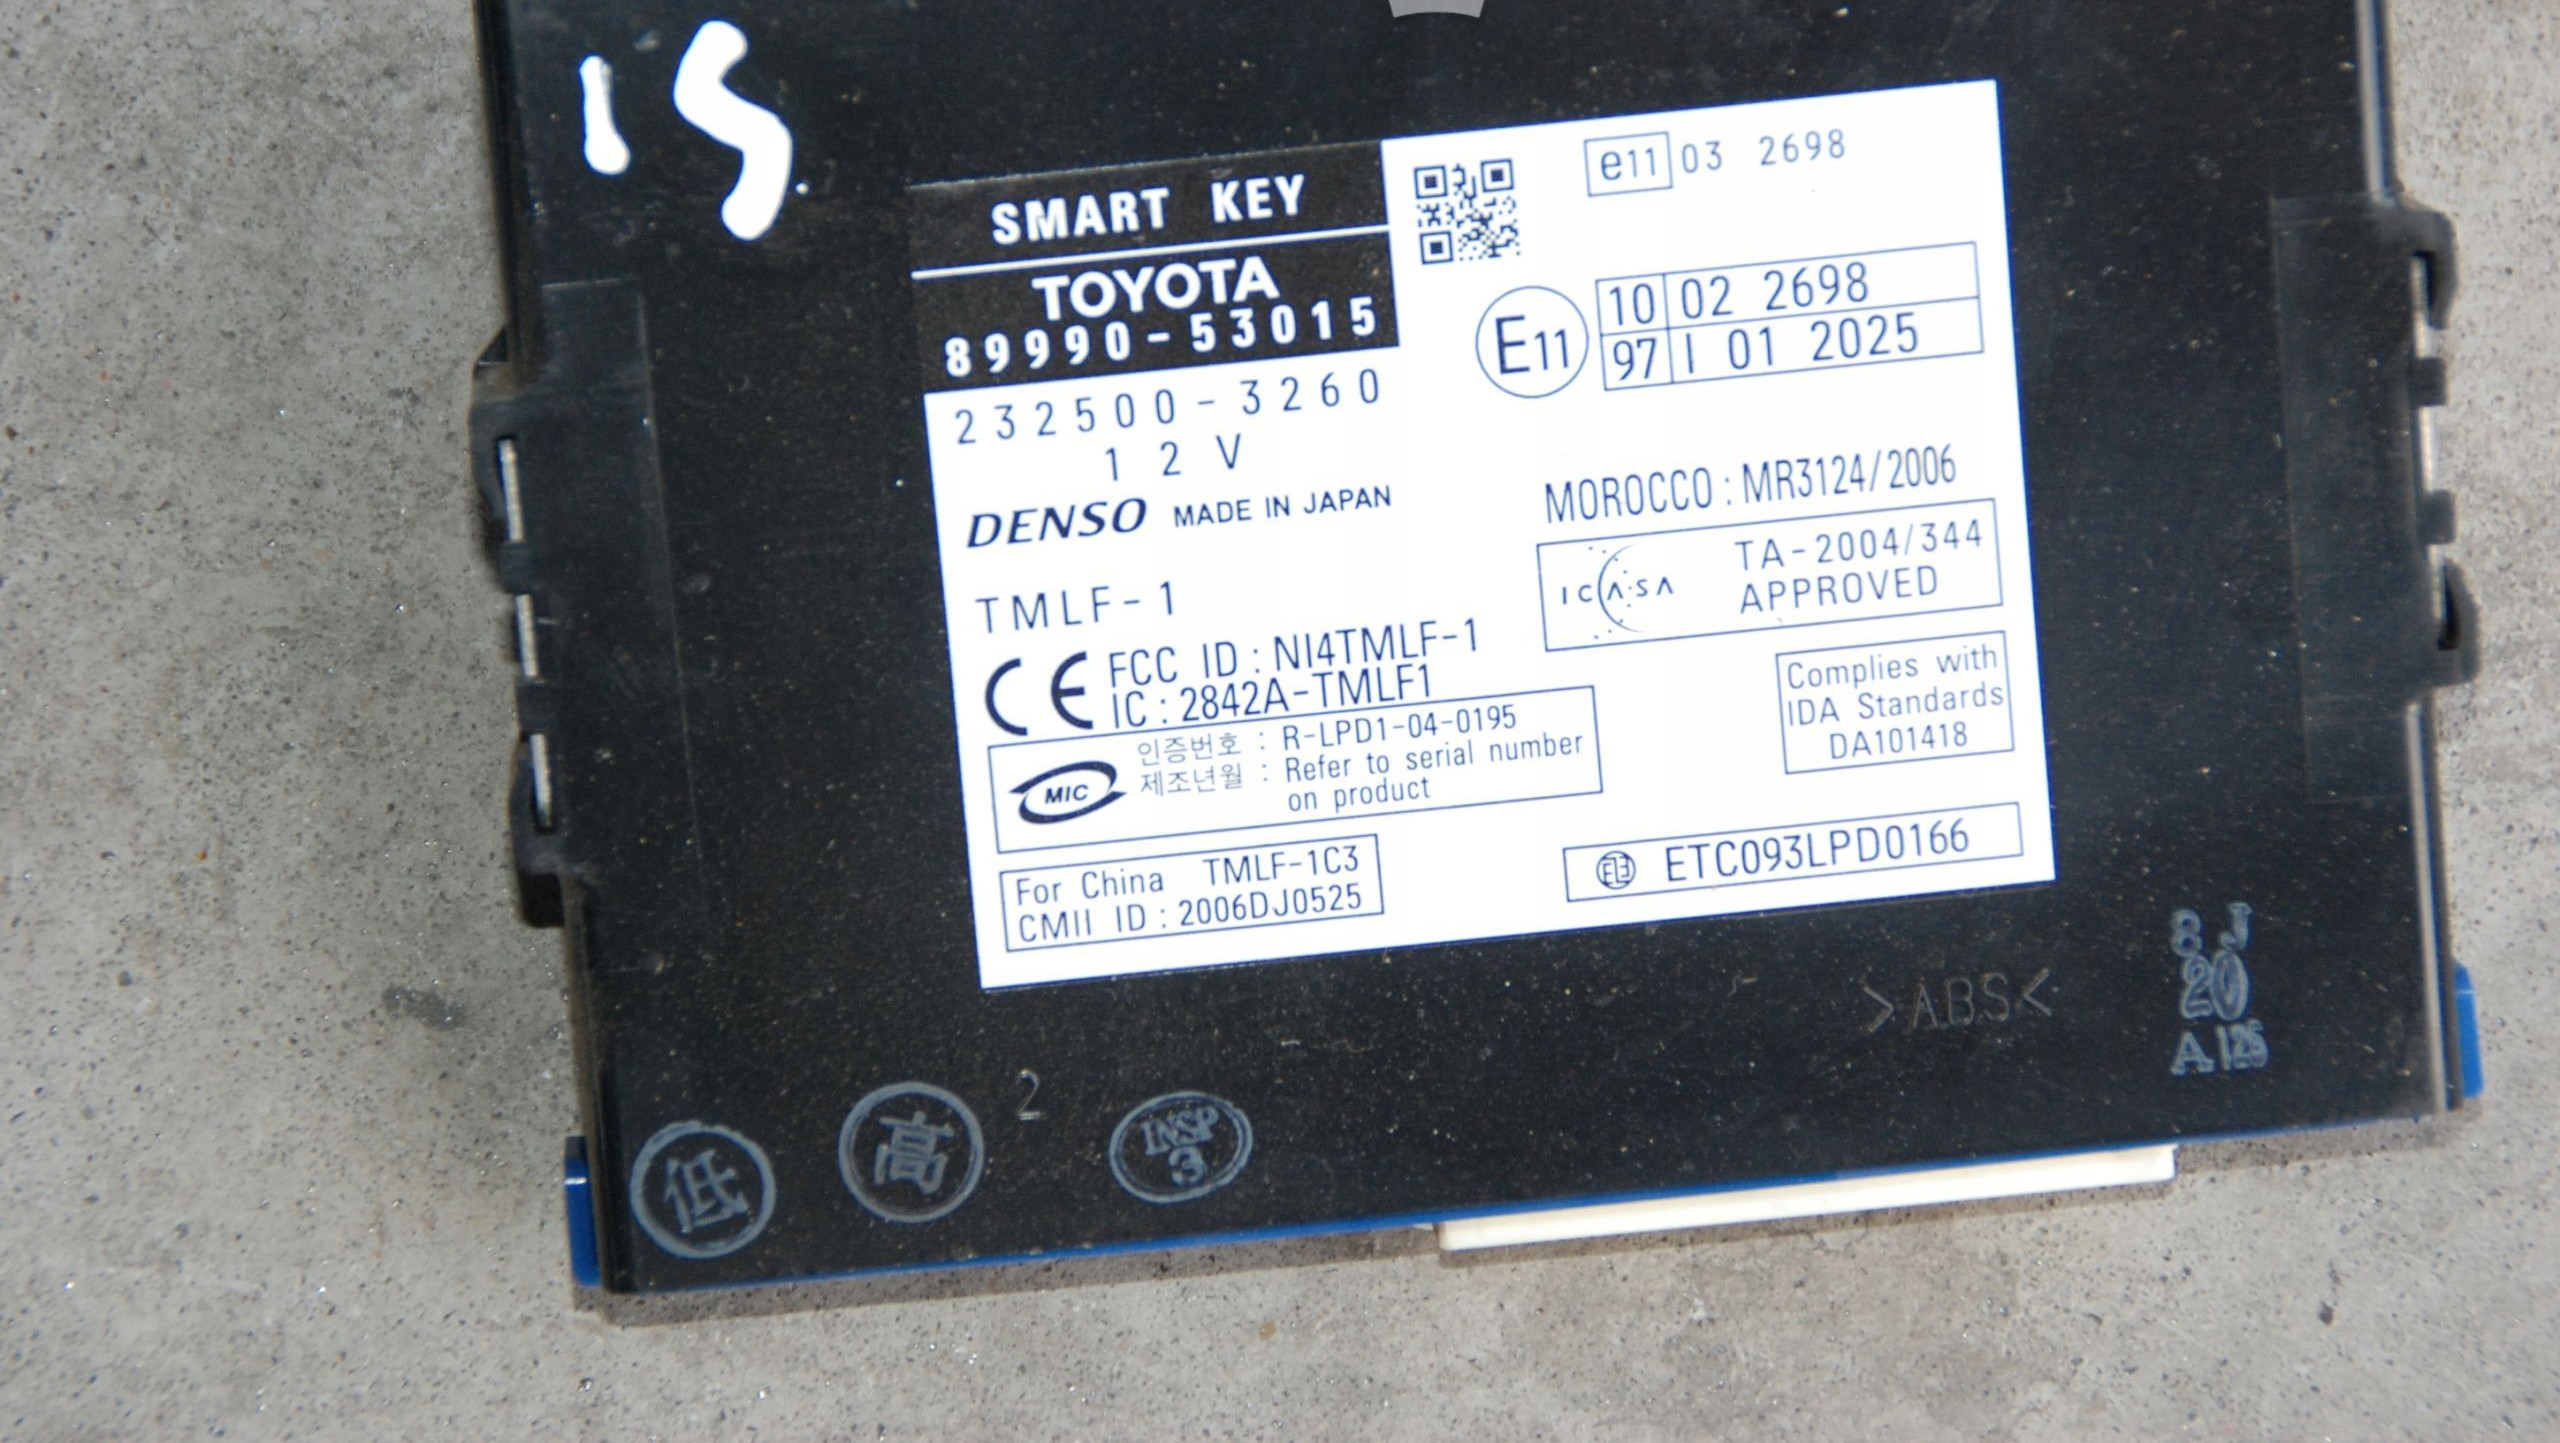 IS
SMART KEY
TOYOTA
89990-53015
232500-3260
12V
DENSO MADE IN JAPAN
TMLF-1
CE FCC ID : NI4TMLF-1
IC : 2842A-TMLF1
MIC 인증번호 : R-LPD1-04-0195
제조년월 : Refer to serial number
on product
For China TMLF-1C3
CMII ID : 2006DJ0525
e11 03 2698
E11 10 02 2698
97 I 01 2025
MOROCCO : MR3124/2006
ICASA TA-2004/344
APPROVED
Complies with
IDA Standards
DA101418
ETC093LPD0166
>ABS<
8 J
20
A.126
低
高
2
INSP
3